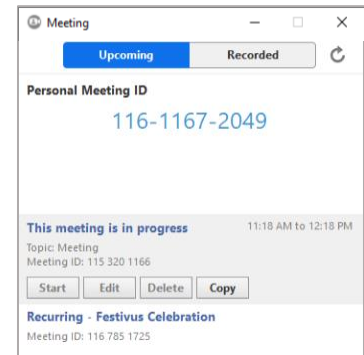 Meeting
Upcoming Recorded
Personal Meeting ID
116-1167-2049
This meeting is in progress 11:18 AM to 12:18 PM
Topic: Meeting
Meeting ID: 115 320 1166
Start Edit Delete Copy
Recurring - Festivus Celebration
Meeting ID: 116 785 1725